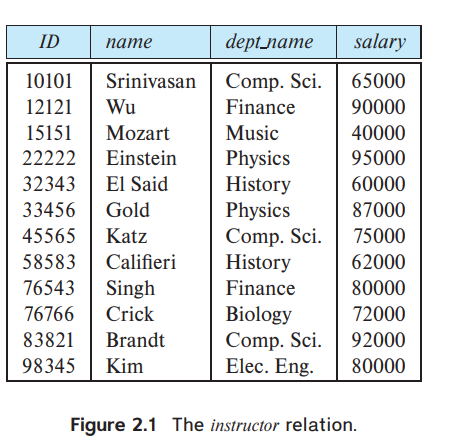 ID name dept_name salary
10101 Srinivasan Comp. Sci. 65000
12121 Wu Finance 90000
15151 Mozart Music 40000
22222 Einstein Physics 95000
32343 El Said History 60000
33456 Gold Physics 87000
45565 Katz Comp. Sci. 75000
58583 Califieri History 62000
76543 Singh Finance 80000
76766 Crick Biology 72000
83821 Brandt Comp. Sci. 92000
98345 Kim Elec. Eng. 80000
Figure 2.1 The instructor relation.